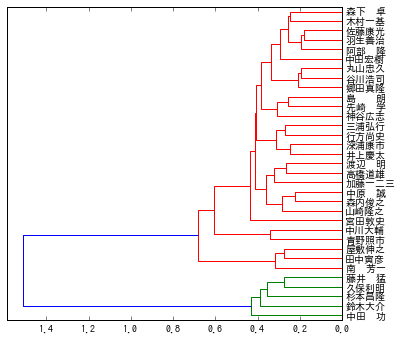 森下　卓
木村一基
佐藤康光
羽生善治
阿部　隆
中田宏樹
丸山忠久
谷川浩司
郷田真隆
島　　朗
先崎　学
神谷広志
三浦弘行
行方尚史
深浦康市
井上慶太
渡辺　明
高橋道雄
加藤一二三
中原　誠
森内俊之
山崎隆之
宮田敦史
中川大輔
青野照市
屋敷伸之
田中寅彦
南　芳一
藤井　猛
久保利明
杉本昌隆
鈴木大介
中田　功
1.4 1.2 1.0 0.8 0.6 0.4 0.2 0.0